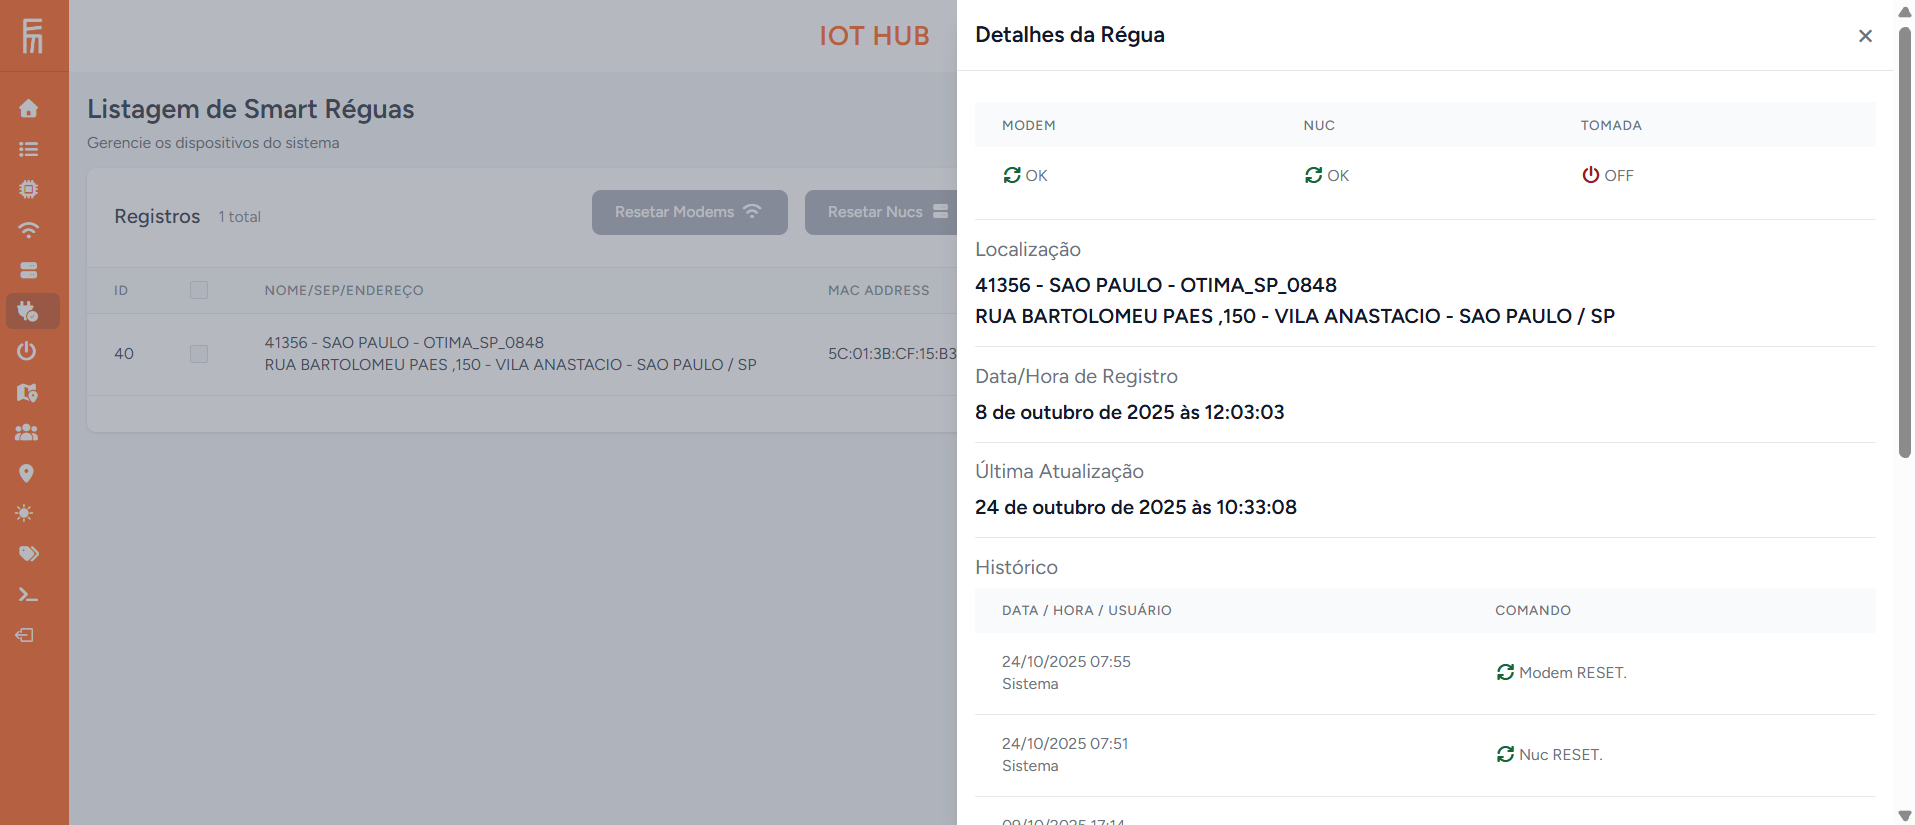 IOT HUB
Listagem de Smart Réguas
Gerencie os dispositivos do sistema
Registros 1 total
Resetar Modems
Resetar Nucs
ID
NOME/SEP/ENDEREÇO
MAC ADDRESS
40
41356 - SAO PAULO - OTIMA_SP_0848
RUA BARTOLOMEU PAES ,150 - VILA ANASTACIO - SAO PAULO / SP
5C:01:3B:CF:15:B3
Detalhes da Régua
MODEM NUC TOMADA
OK OK OFF
Localização
41356 - SAO PAULO - OTIMA_SP_0848
RUA BARTOLOMEU PAES ,150 - VILA ANASTACIO - SAO PAULO / SP
Data/Hora de Registro
8 de outubro de 2025 às 12:03:03
Última Atualização
24 de outubro de 2025 às 10:33:08
Histórico
DATA / HORA / USUÁRIO COMANDO
24/10/2025 07:55
Sistema
Modem RESET.
24/10/2025 07:51
Sistema
Nuc RESET.
09/10/2025 17:14